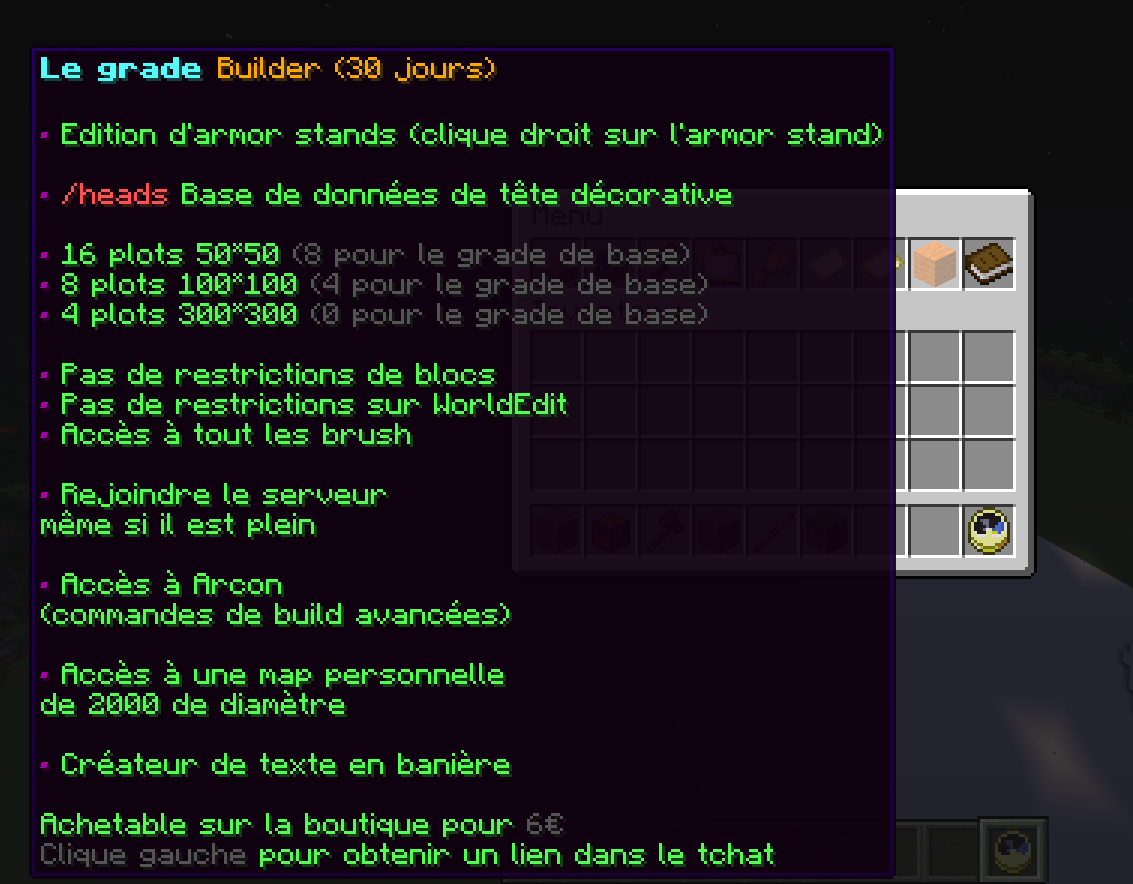 Le grade Builder (30 jours)
• Edition d'armor stands (clique droit sur l'armor stand)
• /heads Base de données de tête décorative
Menu
• 16 plots 50*50 (8 pour le grade de base)
• 8 plots 100*100 (4 pour le grade de base)
• 4 plots 300*300 (0 pour le grade de base)
• Pas de restrictions de blocs
• Pas de restrictions sur WorldEdit
• Accès à tout les brush
• Rejoindre le serveur
même si il est plein
• Accès à Arcon
(commandes de build avancées)
• Accès à une map personnelle
de 2000 de diamètre
• Créateur de texte en banière
Achetable sur la boutique pour 6€
Clique gauche pour obtenir un lien dans le tchat